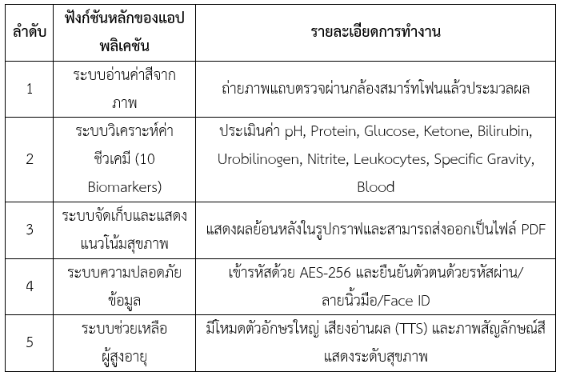 ลำดับ
ฟังก์ชันหลักของแอป
พลิเคชัน
รายละเอียดการทำงาน
1
ระบบอ่านค่าสีจาก
ภาพ
ถ่ายภาพแถบตรวจผ่านกล้องสมาร์ทโฟนแล้วประมวลผล
2
ระบบวิเคราะห์ค่า
ชีวเคมี (10
Biomarkers)
ประเมินค่า pH, Protein, Glucose, Ketone, Bilirubin,
Urobilinogen, Nitrite, Leukocytes, Specific Gravity,
Blood
3
ระบบจัดเก็บและแสดง
แนวโน้มสุขภาพ
แสดงผลย้อนหลังในรูปกราฟและสามารถส่งออกเป็นไฟล์ PDF
4
ระบบความปลอดภัย
ข้อมูล
เข้ารหัสด้วย AES-256 และยืนยันตัวตนด้วยรหัสผ่าน/
ลายนิ้วมือ/Face ID
5
ระบบช่วยเหลือ
ผู้สูงอายุ
มีโหมดตัวอักษรใหญ่ เสียงอ่านผล (TTS) และภาพสัญลักษณ์สี
แสดงระดับสุขภาพ